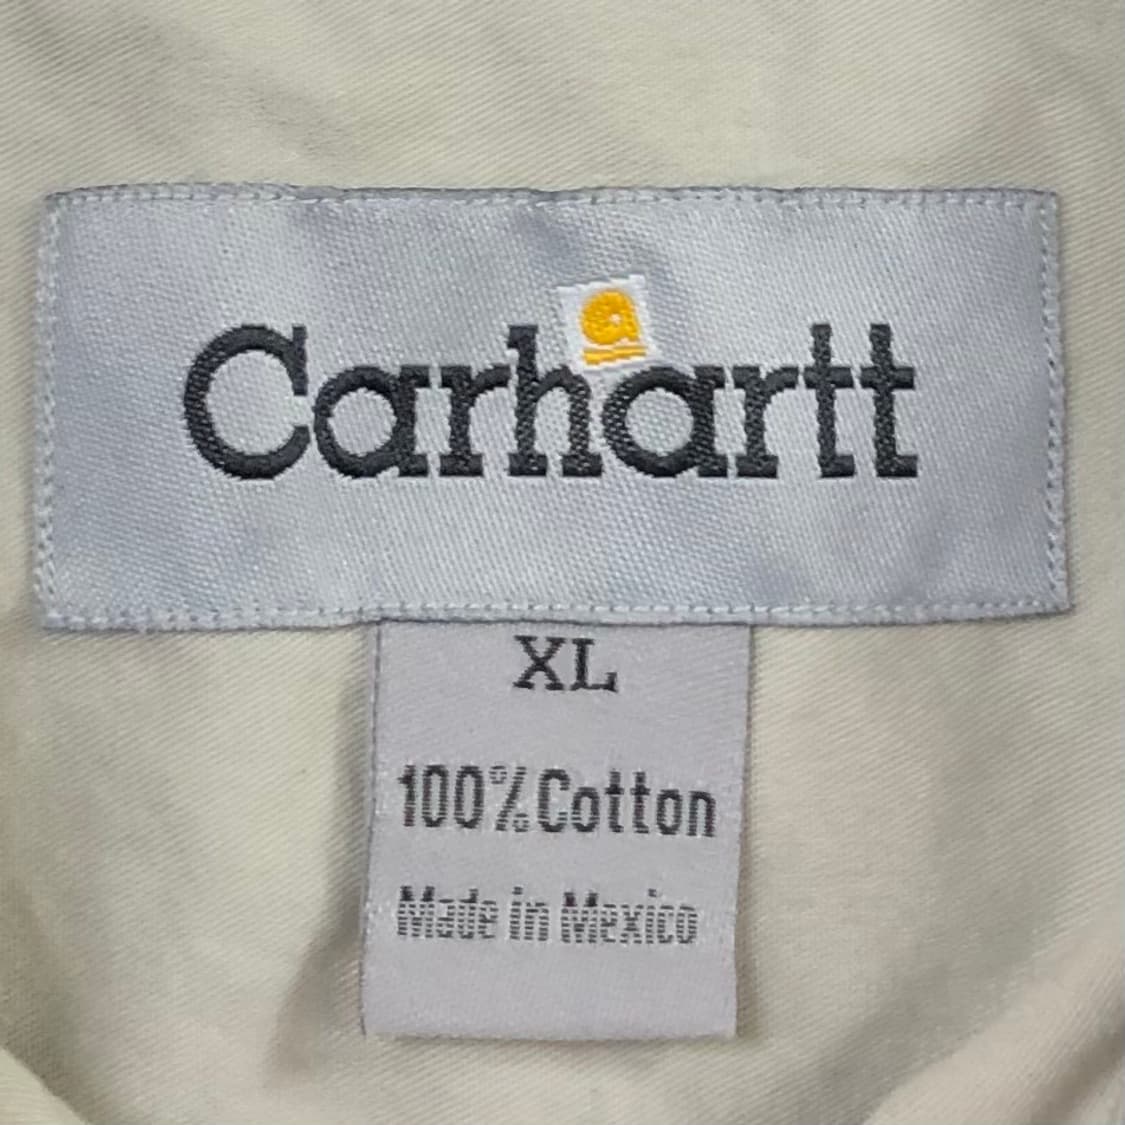 Carhartt
XL
100% Cotton
Made in Mexico